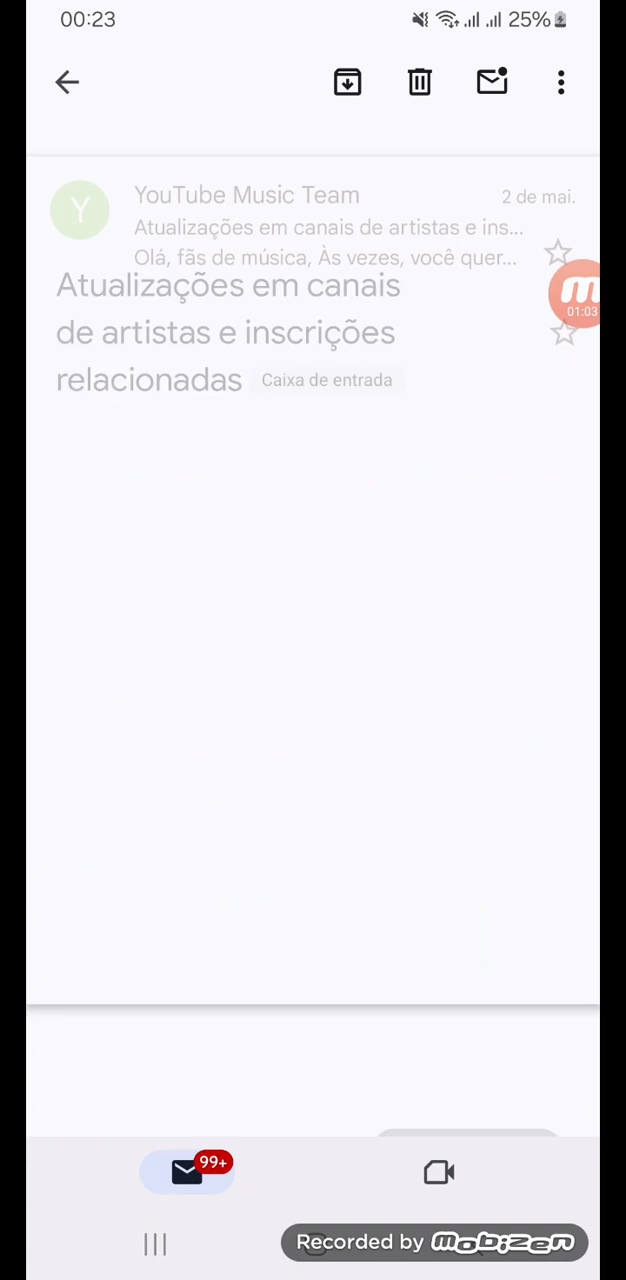 00:23
25%
Y
YouTube Music Team
2 de mai.
Atualizações em canais de artistas e ins...
Olá, fãs de música, Às vezes, você quer...
Atualizações em canais
de artistas e inscrições
relacionadas
Caixa de entrada
m
01:03
99+
Recorded by mobizen